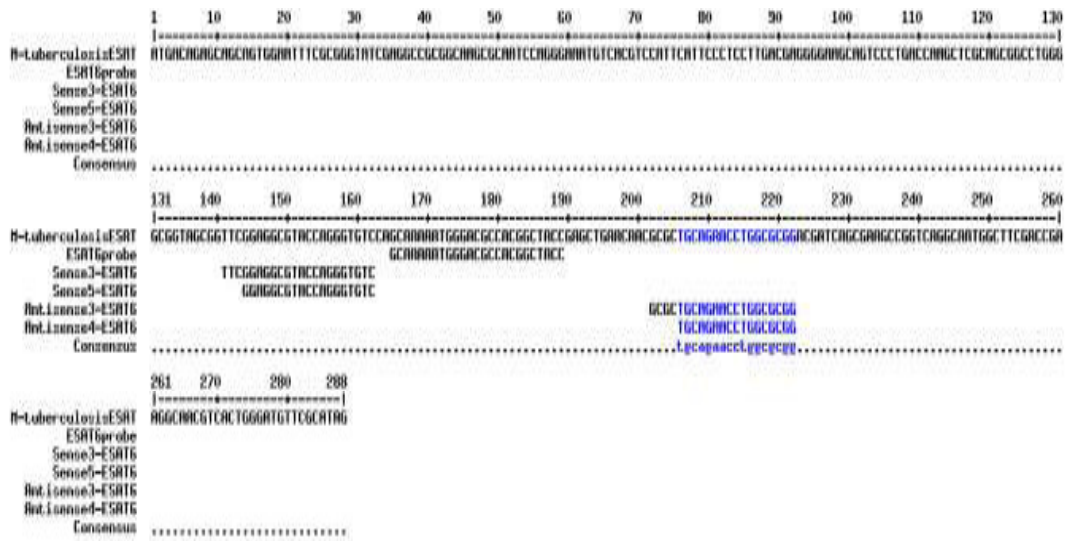 1 10 20 30 40 50 60 70 80 90 100 110 120 130
M-tuberculosisESAT ATGACAGAGCAGCAGTGGAATTTCGCGGGTATCGAGGCCGCGGCAAGCGCAATCCAGGGAAATGTCACGTCCATTCATTCCCTCCTTGACGAGGGGAAGCAGTCCCTGACCAAGCTCGCAGCGGCCTGGG
ESAT6probe
Sense3-ESAT6
Sense5-ESAT6
Antisense3-ESAT6
Antisense4-ESAT6
Consensus
131 140 150 160 170 180 190 200 210 220 230 240 250 260
M-tuberculosisESAT GCGGTAGCGGTTCGGAGGCGTACCAGGGTGTCCAGCAAAAATGGGACGCCACGGCTACCGAGCTGAACAACGCGCTGCAGAACCTGGCGCGGACGATCAGCGAAGCCGGTCAGGCAATGGCTTCGACCGA
ESAT6probe GCAAAAATGGGACGCCACGGCTACC
Sense3-ESAT6 TTCGGAGGCGTACCAGGGTGTC
Sense5-ESAT6 GGAGGCGTACCAGGGTGTC
Antisense3-ESAT6 GCGCTGCAGAACCTGGCGCGG
Antisense4-ESAT6 TGCAGAACCTGGCGCGG
Consensus tgcagaacctggcgcgg
261 270 280 288
M-tuberculosisESAT AGGCAACGTCACTGGGATGTTCGCATAG
ESAT6probe
Sense3-ESAT6
Sense5-ESAT6
Antisense3-ESAT6
Antisense4-ESAT6
Consensus